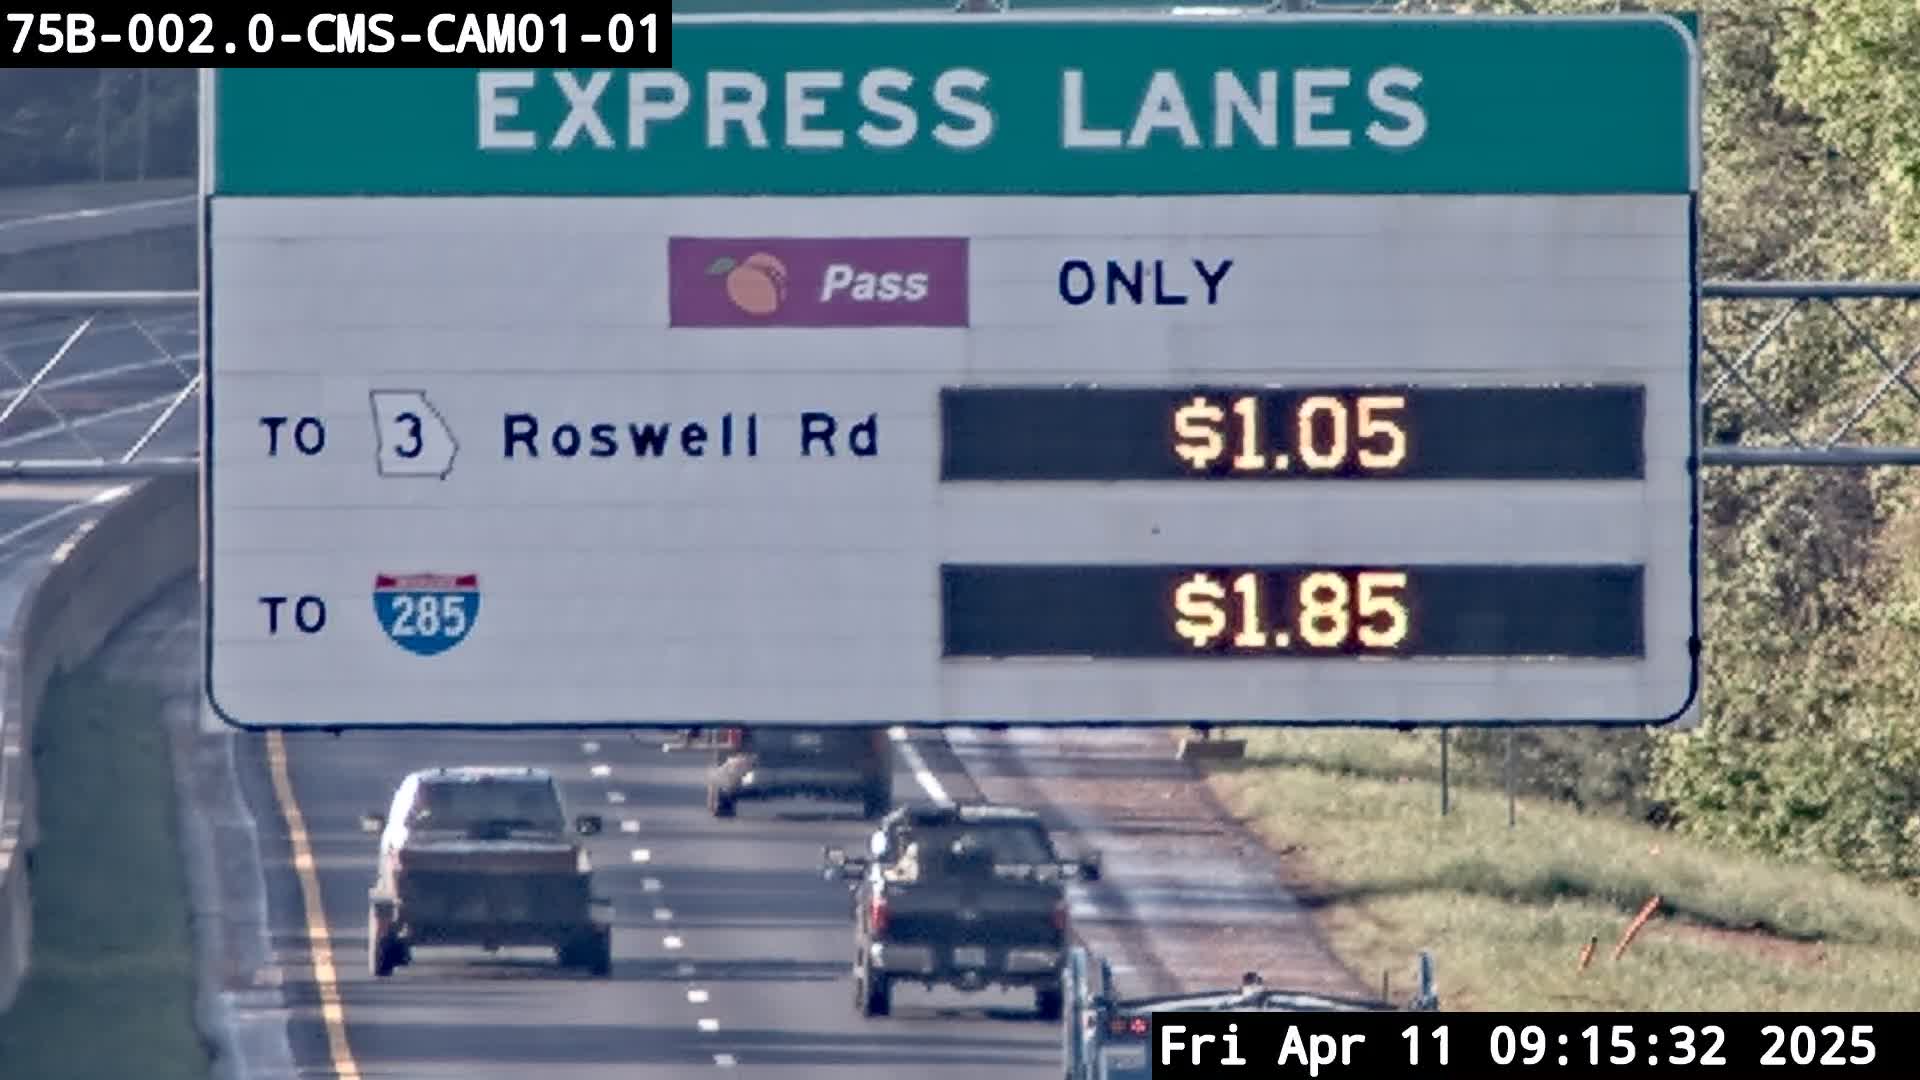 75B-002.0-CMS-CAM01-01
EXPRESS LANES
Pass ONLY
TO 3 Roswell Rd $1.05
TO 285 $1.85
Fri Apr 11 09:15:32 2025